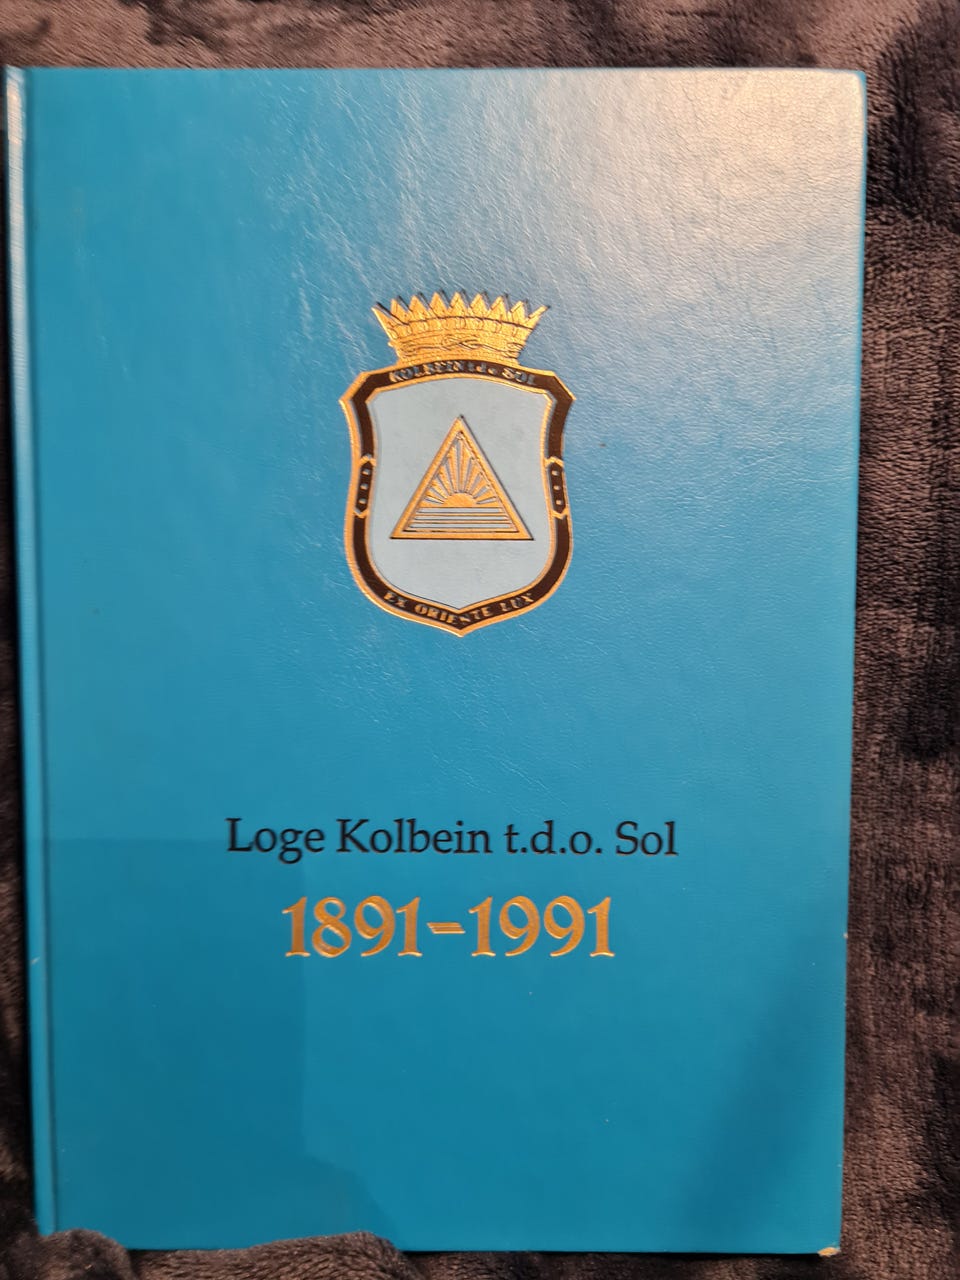 KOLBEIN t.d.o. SOL
EX ORIENTE LUX
Loge Kolbein t.d.o. Sol
1891–1991